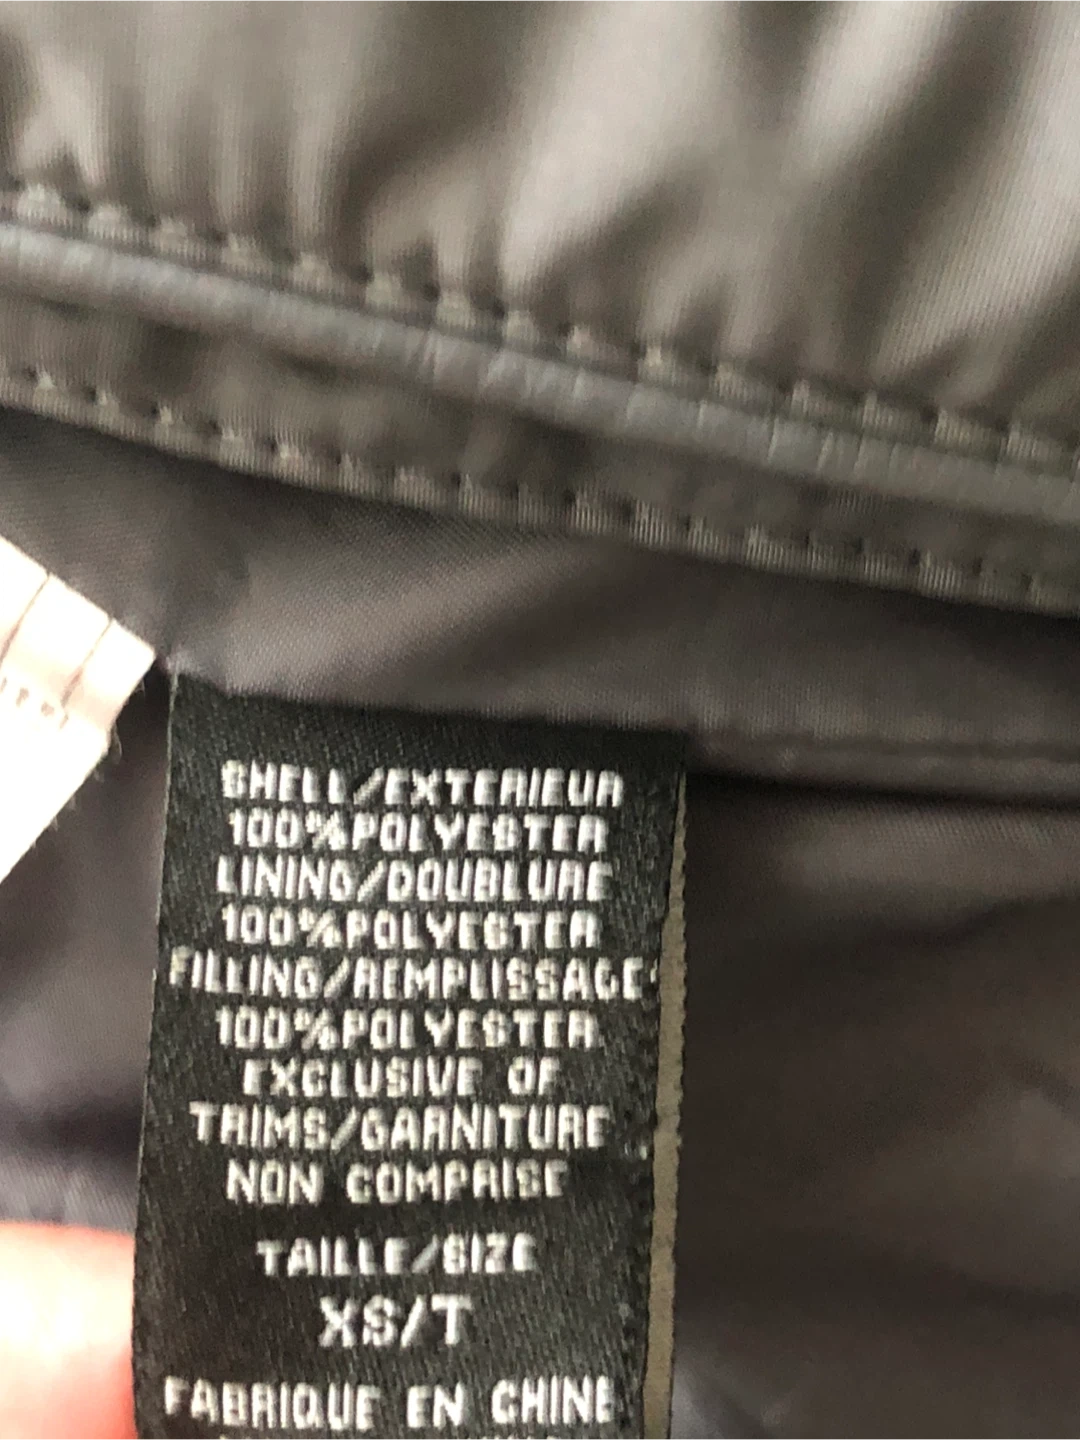 SHELL/EXTERIEUR
100%POLYESTER
LINING/DOUBLURE
100%POLYESTER
FILLING/REMPLISSAGE
100%POLYESTER
EXCLUSIVE OF
TRIMS/GARNITURE
NON COMPRISE
TAILLE/SIZE
XS/T
FABRIQUE EN CHINE